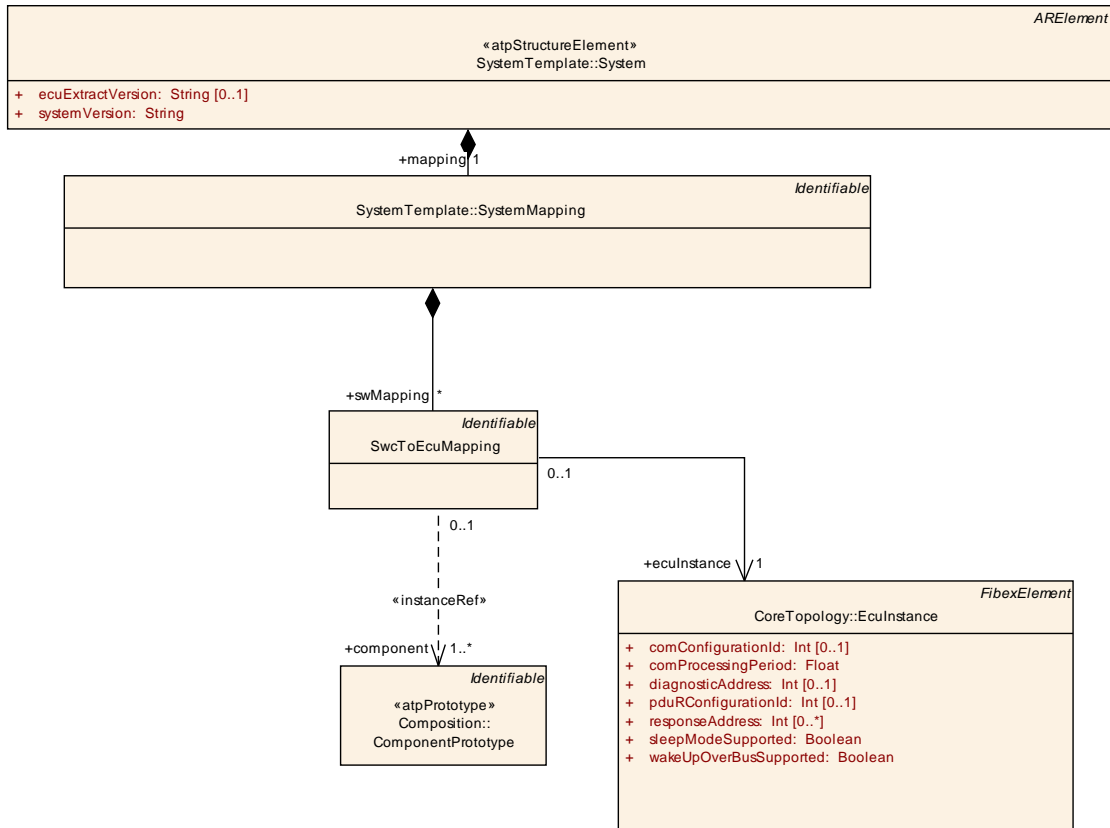 ARElement
«atpStructureElement»
SystemTemplate::System
+ ecuExtractVersion: String [0..1]
+ systemVersion: String
+mapping 1
Identifiable
SystemTemplate::SystemMapping
+swMapping *
Identifiable
SwcToEcuMapping
0..1
0..1
«instanceRef»
+ecuInstance 1
+component 1..*
FibexElement
CoreTopology::EcuInstance
+ comConfigurationId: Int [0..1]
+ comProcessingPeriod: Float
+ diagnosticAddress: Int [0..1]
+ pduRConfigurationId: Int [0..1]
+ responseAddress: Int [0..*]
+ sleepModeSupported: Boolean
+ wakeUpOverBusSupported: Boolean
Identifiable
«atpPrototype»
Composition::
ComponentPrototype